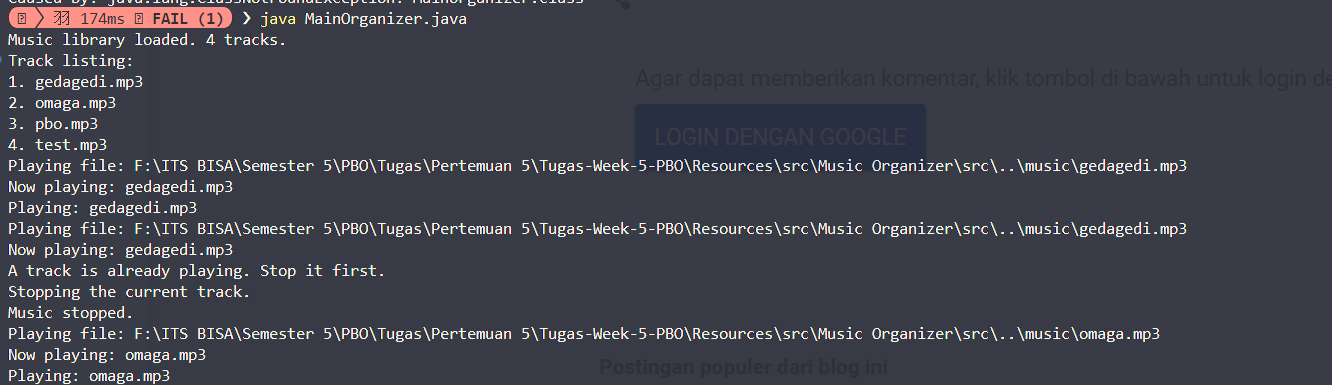 Caused by: java.lang.ClassNotFoundException: MainOrganizer.class
174ms FAIL (1) ❯ java MainOrganizer.java
Music library loaded. 4 tracks.
Track listing:
1. gedagedi.mp3
2. omaga.mp3
3. pbo.mp3
4. test.mp3
Playing file: F:\ITS BISA\Semester 5\PBO\Tugas\Pertemuan 5\Tugas-Week-5-PBO\Resources\src\Music Organizer\src\..\music\gedagedi.mp3
Now playing: gedagedi.mp3
Playing: gedagedi.mp3
Playing file: F:\ITS BISA\Semester 5\PBO\Tugas\Pertemuan 5\Tugas-Week-5-PBO\Resources\src\Music Organizer\src\..\music\gedagedi.mp3
Now playing: gedagedi.mp3
A track is already playing. Stop it first.
Stopping the current track.
Music stopped.
Playing file: F:\ITS BISA\Semester 5\PBO\Tugas\Pertemuan 5\Tugas-Week-5-PBO\Resources\src\Music Organizer\src\..\music\omaga.mp3
Now playing: omaga.mp3
Playing: omaga.mp3
Agar dapat memberikan komentar, klik tombol di bawah untuk login
LOGIN DENGAN GOOGLE
Postingan populer dari blog ini